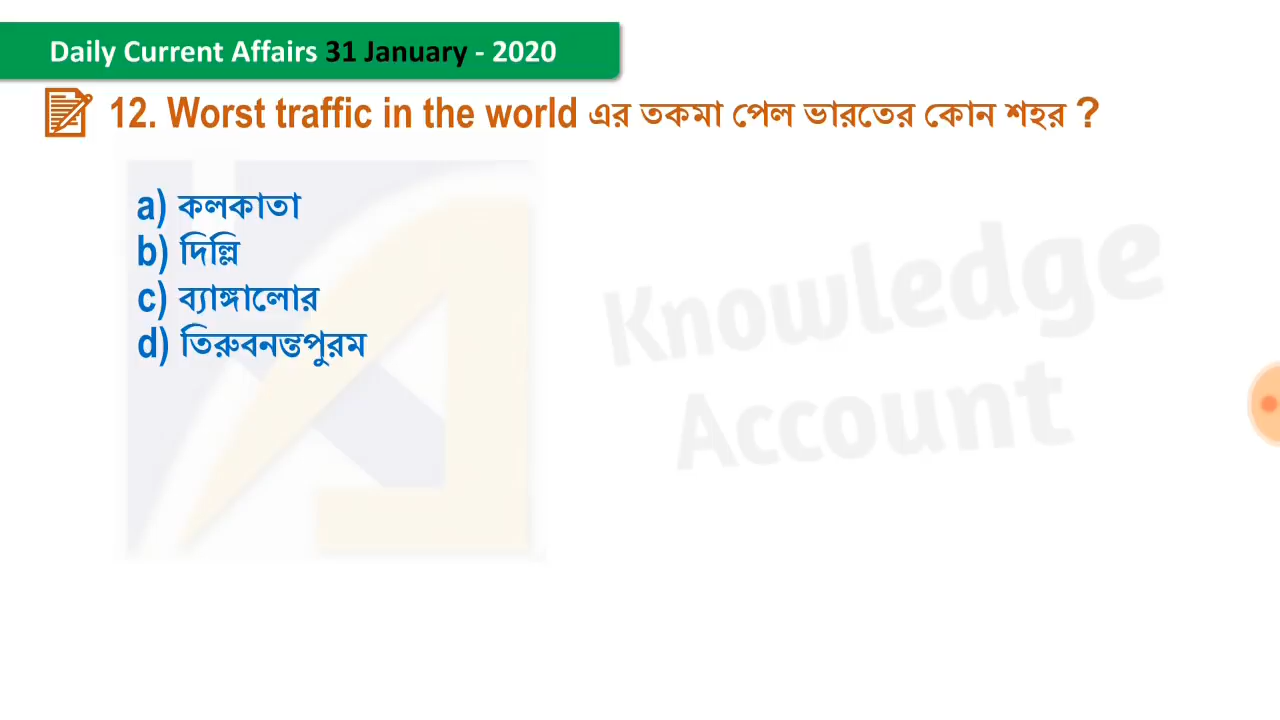 Daily Current Affairs 31 January - 2020
12. Worst traffic in the world এর তকমা পেল ভারতের কোন শহর ?
a) কলকাতা
b) দিল্লি
c) ব্যাঙ্গালোর
d) তিরুবনন্তপুরম
Knowledge
Account